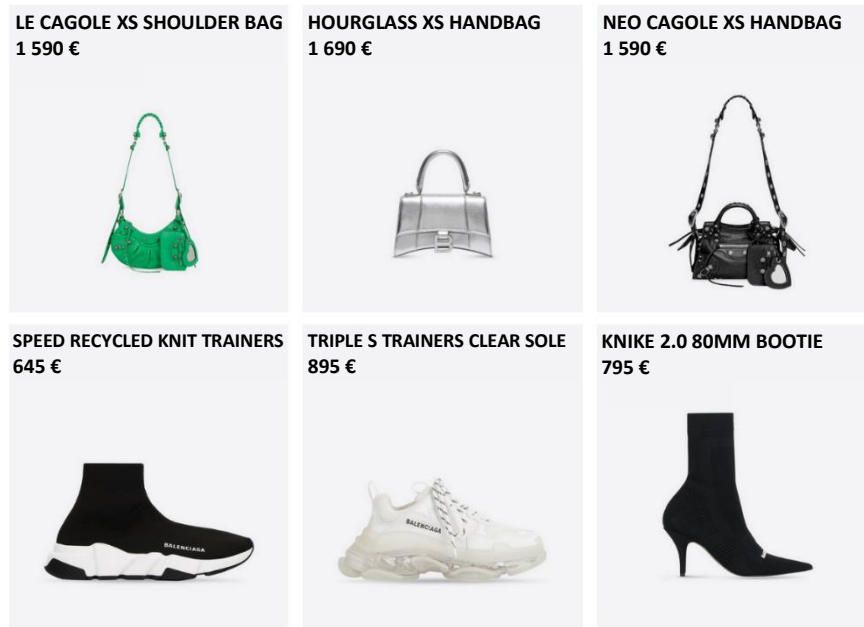 LE CAGOLE XS SHOULDER BAG
1 590 €
HOURGLASS XS HANDBAG
1 690 €
NEO CAGOLE XS HANDBAG
1 590 €
SPEED RECYCLED KNIT TRAINERS
645 €
BALENCIAGA
TRIPLE S TRAINERS CLEAR SOLE
895 €
BALENCIAGA
KNIKE 2.0 80MM BOOTIE
795 €